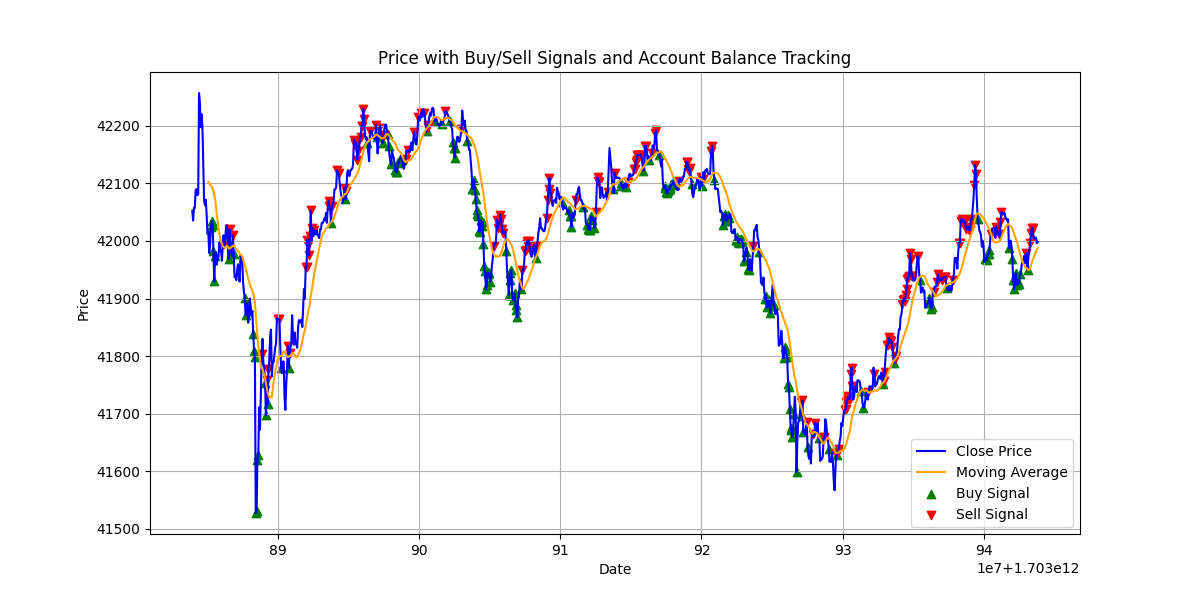 Price with Buy/Sell Signals and Account Balance Tracking
Price
42200
42100
42000
41900
41800
41700
41600
41500
Close Price
Moving Average
Buy Signal
Sell Signal
89 90 91 92 93 94
Date
1e7+1.703e12